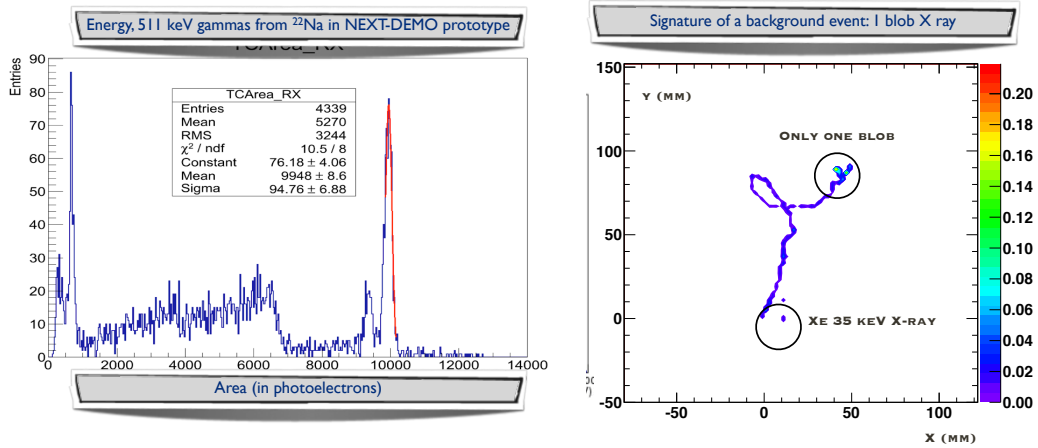 Energy, 511 keV gammas from ²²Na in NEXT-DEMO prototype
TCArea_RX
Entries
90
80
70
60
50
40
30
20
10
0
TCArea_RX
Entries 4339
Mean 5270
RMS 3244
χ² / ndf 10.5 / 8
Constant 76.18 ± 4.06
Mean 9948 ± 8.6
Sigma 94.76 ± 6.88
0 2000 4000 6000 8000 10000 12000 14000
Area (in photoelectrons)
Signature of a background event: 1 blob X ray
150
100
50
0
-50
Y (MM)
ONLY ONE BLOB
XE 35 KEV X-RAY
-50 0 50 100
X (MM)
0.20
0.18
0.16
0.14
0.12
0.10
0.08
0.06
0.04
0.02
0.00